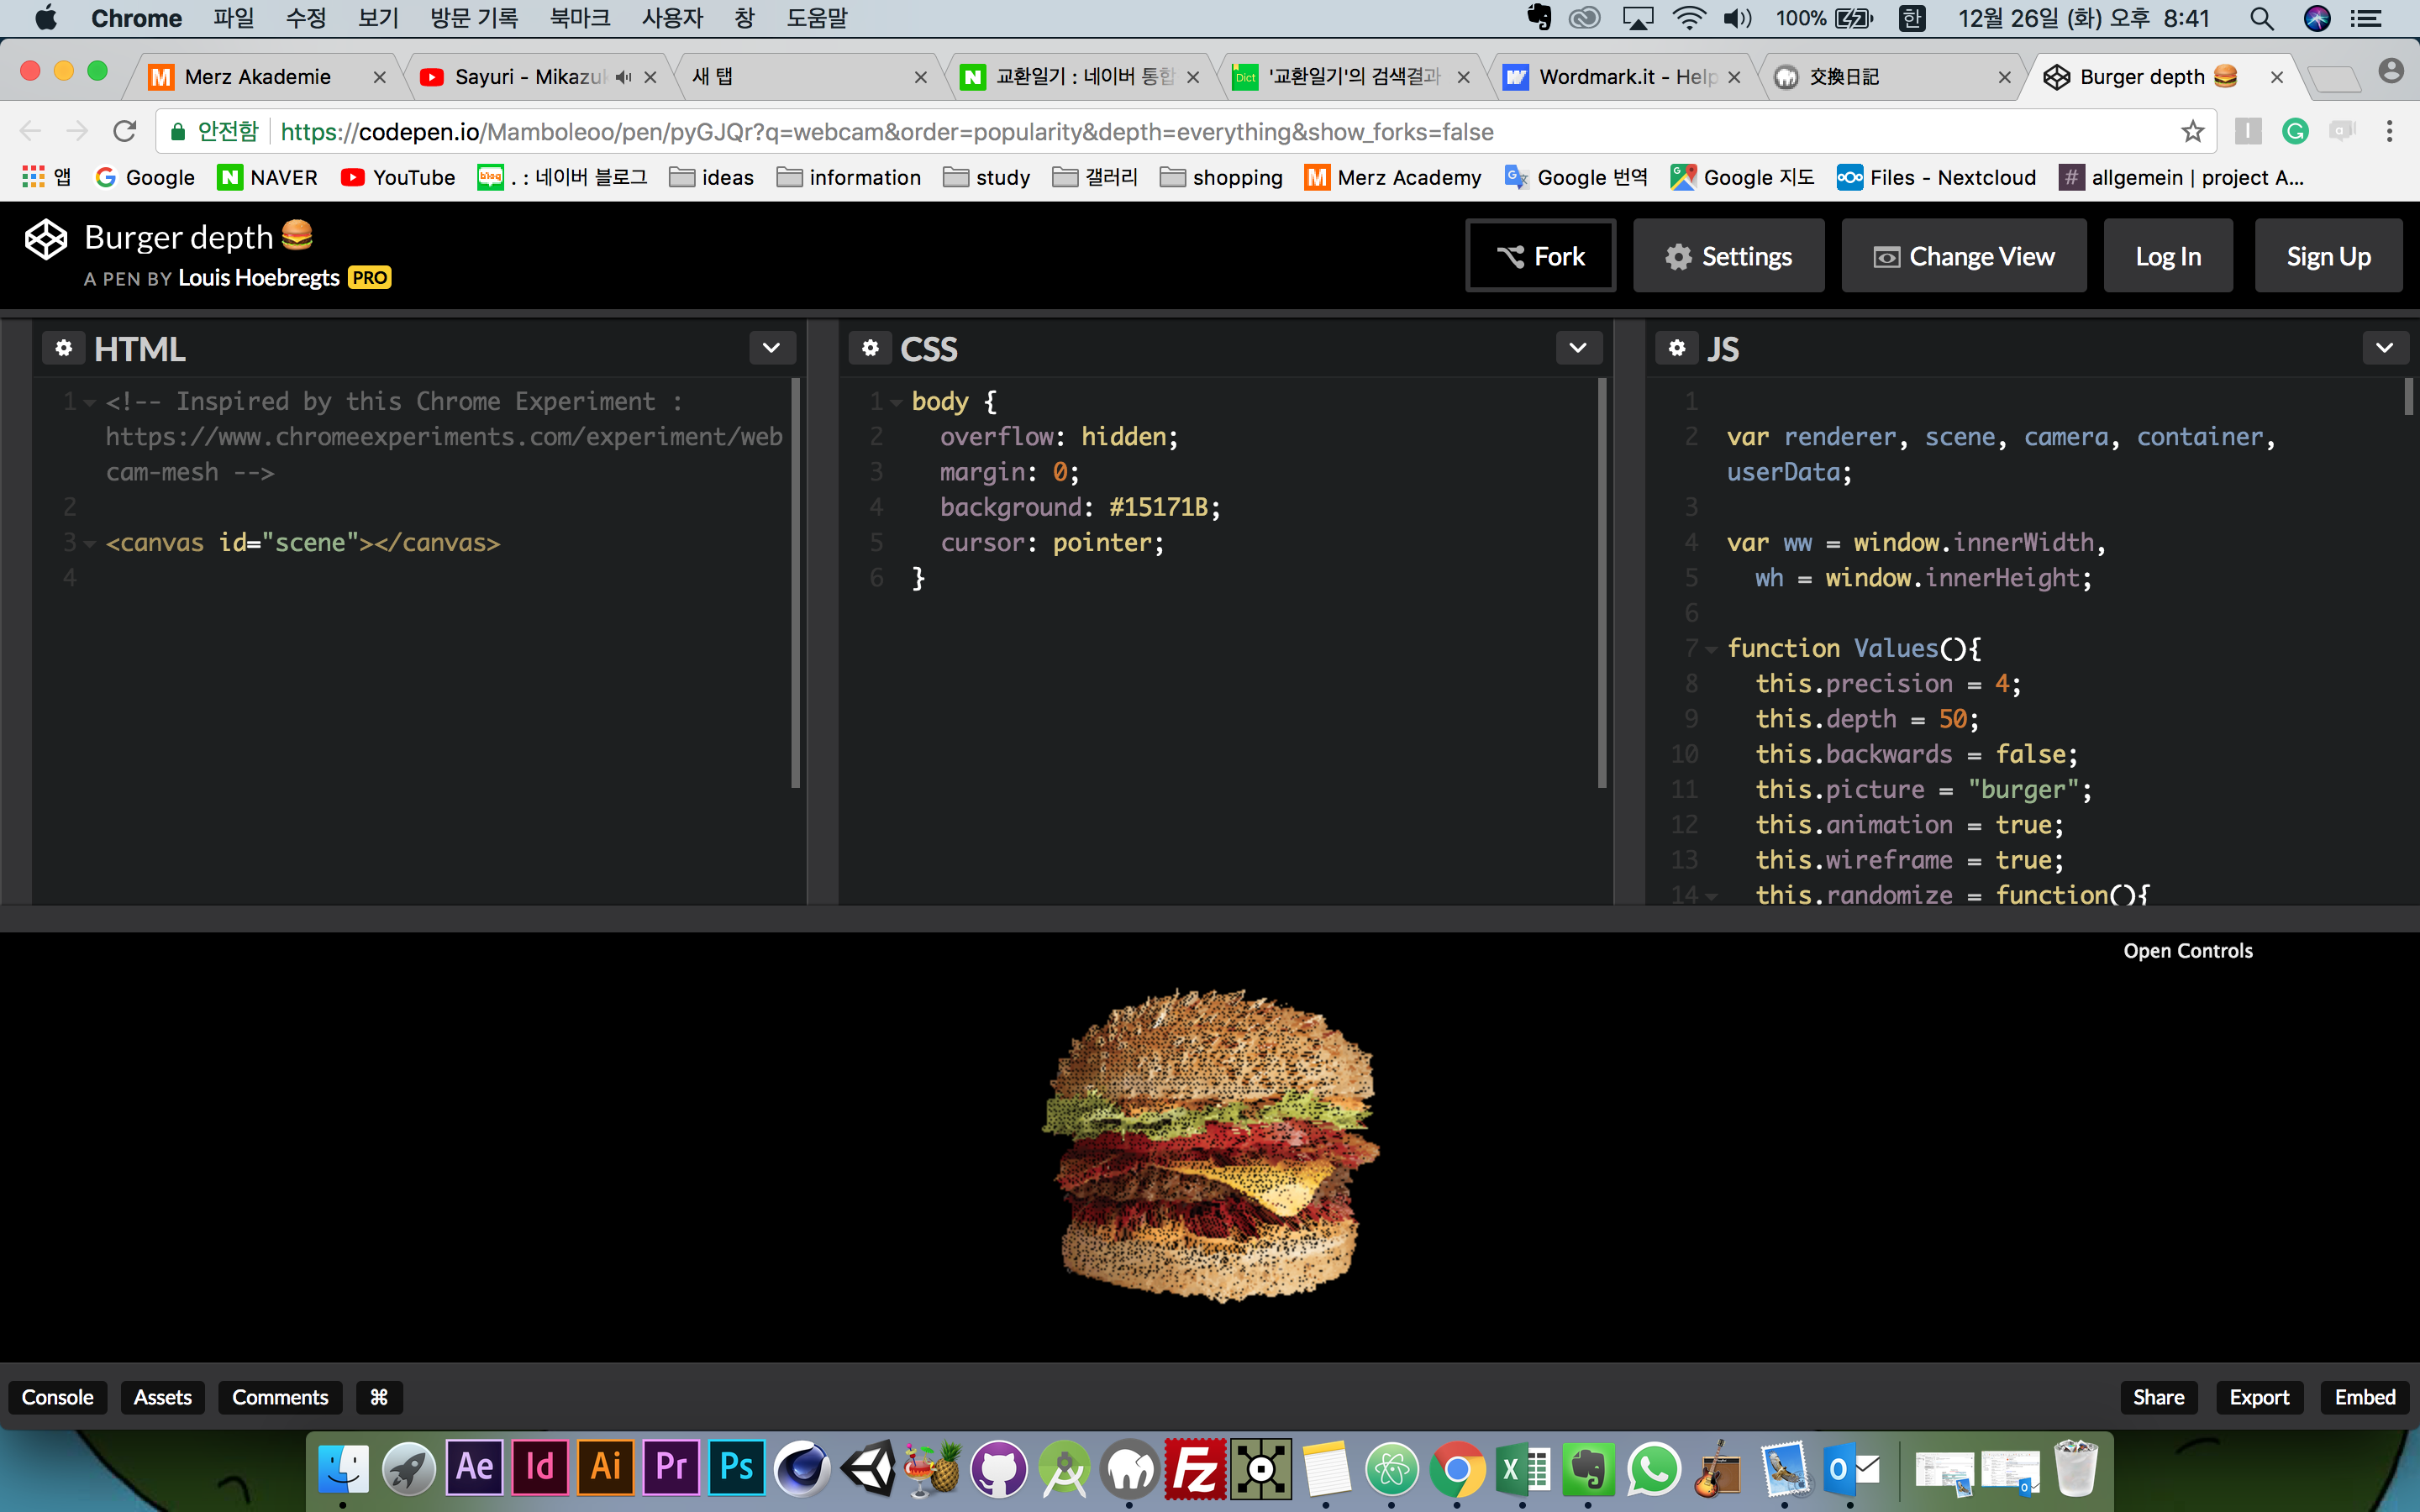 Chrome 파일 수정 보기 방문 기록 북마크 사용자 창 도움말 100% 한 12월 26일 (화) 오후 8:41
Merz Akademie
Sayuri - Mikazuk
새 탭
교환일기 : 네이버 통합
'교환일기'의 검색결과
Wordmark.it - Help
交換日記
Burger depth 🍔
안전함 https://codepen.io/Mamboleoo/pen/pyGJQr?q=webcam&order=popularity&depth=everything&show_forks=false
앱 Google NAVER YouTube . : 네이버 블로그 ideas information study 갤러리 shopping Merz Academy Google 번역 Google 지도 Files - Nextcloud allgemein | project A...
Burger depth 🍔
A PEN BY Louis Hoebregts PRO
Fork Settings Change View Log In Sign Up
HTML
1 <!-- Inspired by this Chrome Experiment :
https://www.chromeexperiments.com/experiment/web
cam-mesh -->
2
3 <canvas id="scene"></canvas>
4
CSS
1 body {
2 overflow: hidden;
3 margin: 0;
4 background: #15171B;
5 cursor: pointer;
6 }
JS
1
2 var renderer, scene, camera, container,
userData;
3
4 var ww = window.innerWidth,
5 wh = window.innerHeight;
6
7 function Values(){
8 this.precision = 4;
9 this.depth = 50;
10 this.backwards = false;
11 this.picture = "burger";
12 this.animation = true;
13 this.wireframe = true;
14 this.randomize = function(){
Open Controls
Console Assets Comments ⌘ Share Export Embed
Ae Id Ai Pr Ps Fz